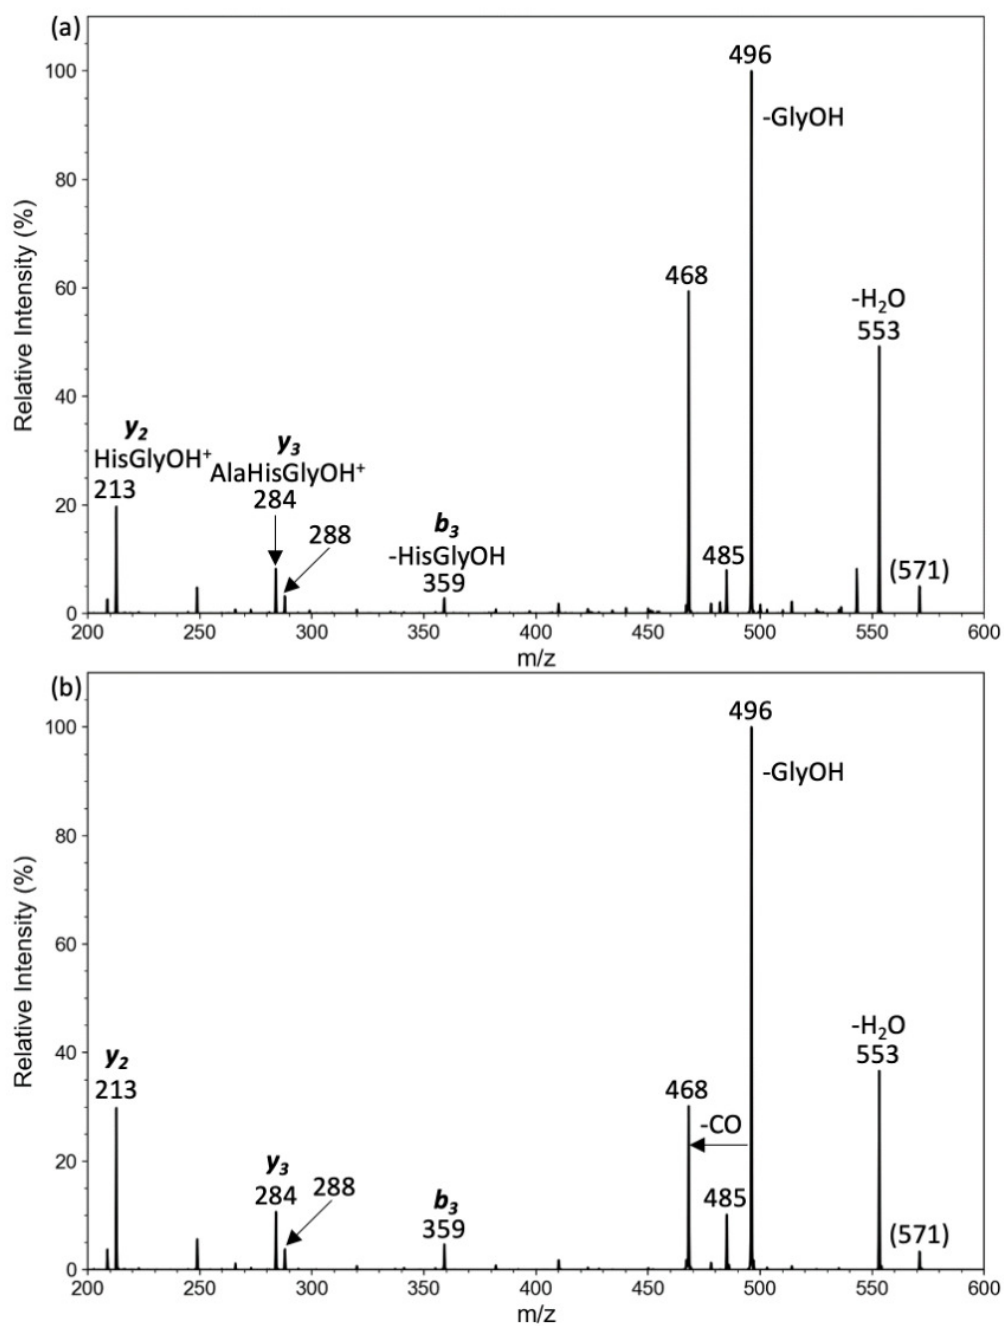 (a)
496
100
-GlyOH
80
468
60
-H₂O
553
40
y₂
HisGlyOH⁺
213
y₃
AlaHisGlyOH⁺
284
288
b₃
-HisGlyOH
359
485
(571)
20
0
200 250 300 350 400 450 500 550 600
m/z
Relative Intensity (%)
(b)
496
100
-GlyOH
80
60
-H₂O
553
40
y₂
213
468
-CO
20
y₃
284
288
b₃
359
485
(571)
0
200 250 300 350 400 450 500 550 600
m/z
Relative Intensity (%)